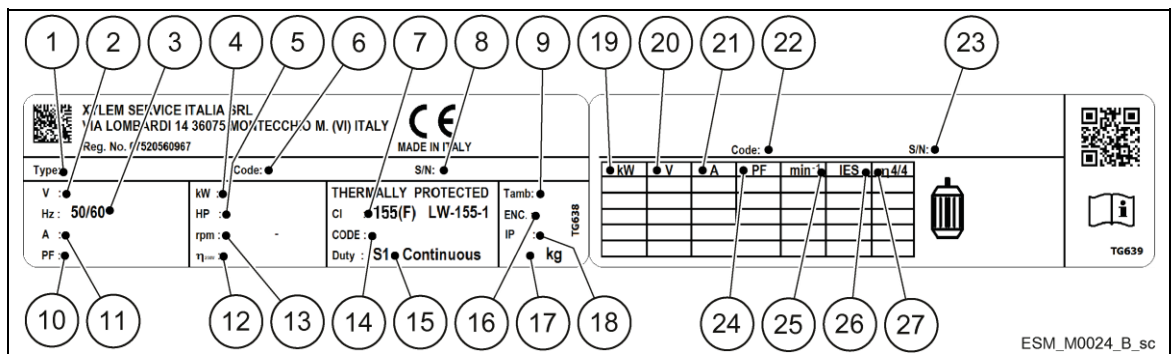 1 2 3 4 5 6 7 8 9 19 20 21 22 23
XYLEM SERVICE ITALIA SRL
VIA LOMBARDI 14 36075 MONTECCHIO M. (VI) ITALY
Reg. No. 07520560967
CE
MADE IN ITALY
Type: Code: S/N:
V :
Hz : 50/60
A :
PF :
kW :
HP :
rpm : -
η :
THERMALLY PROTECTED
Cl : 155(F) LW-155-1
CODE :
Duty : S1 Continuous
Tamb:
ENC. :
IP :
kg
TG638
Code: S/N:
kW V A PF min-1 IES η4/4
i
TG639
10 11 12 13 14 15 16 17 18 24 25 26 27
ESM_M0024_B_sc